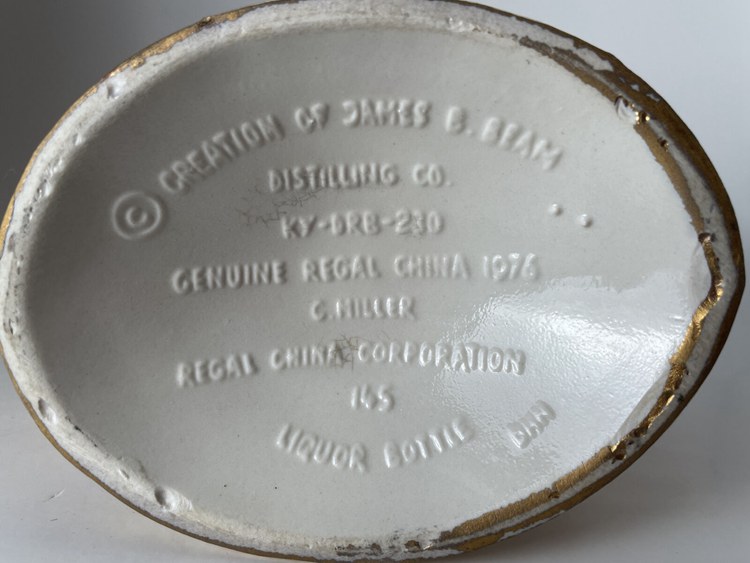 © CREATION OF JAMES B. BEAM
DISTILLING CO.
KY-DRB-230
GENUINE REGAL CHINA 1976
C. MILLER
REGAL CHINA CORPORATION
145
LIQUOR BOTTLE